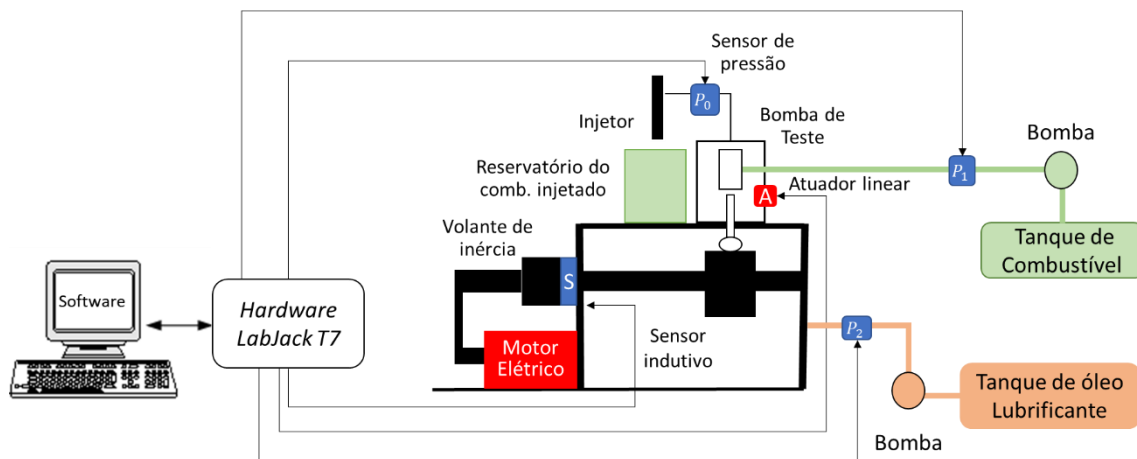 Sensor de
pressão
P₀
Injetor
Bomba de
Teste
Bomba
Reservatório do
comb. injetado
P₁
Atuador linear
A
Volante de
inércia
Tanque de
Combustível
Software
Hardware
LabJack T7
S
Sensor
indutivo
P₂
Motor
Elétrico
Tanque de óleo
Lubrificante
Bomba